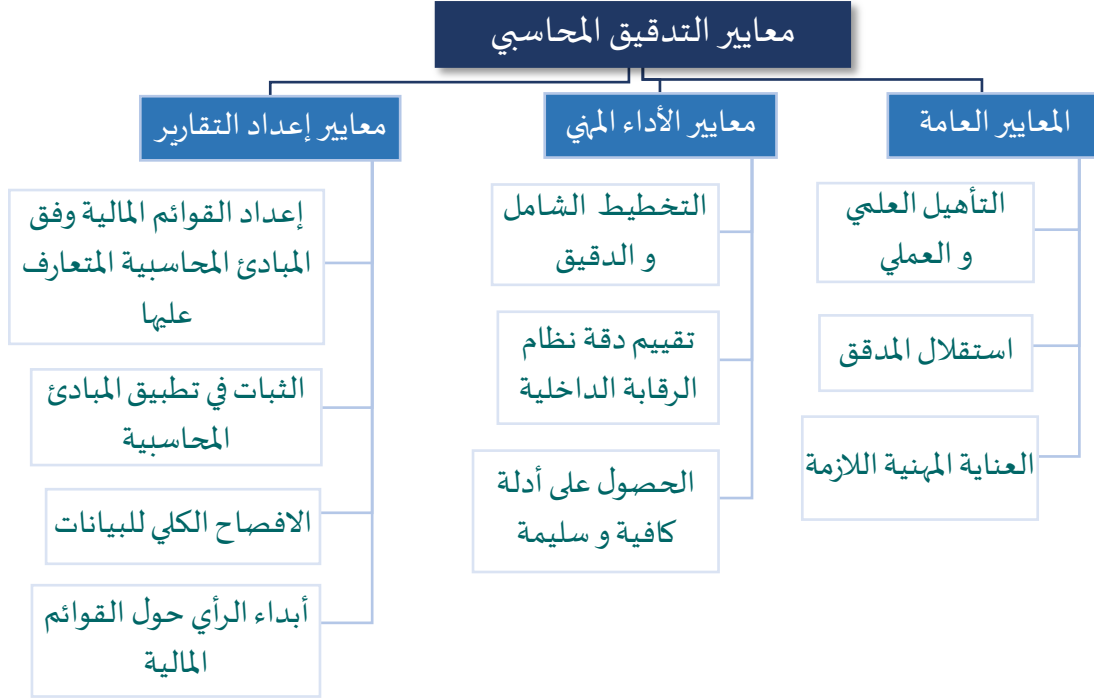 معايير التدقيق المحاسبي
المعايير العامة
التأهيل العلمي
و العملي
استقلال المدقق
العناية المهنية اللازمة
معايير الأداء المهني
التخطيط الشامل
و الدقيق
تقييم دقة نظام
الرقابة الداخلية
الحصول على أدلة
كافية و سليمة
معايير إعداد التقارير
إعداد القوائم المالية وفق
المبادئ المحاسبية المتعارف
عليها
الثبات في تطبيق المبادئ
المحاسبية
الافصاح الكلي للبيانات
أبداء الرأي حول القوائم
المالية